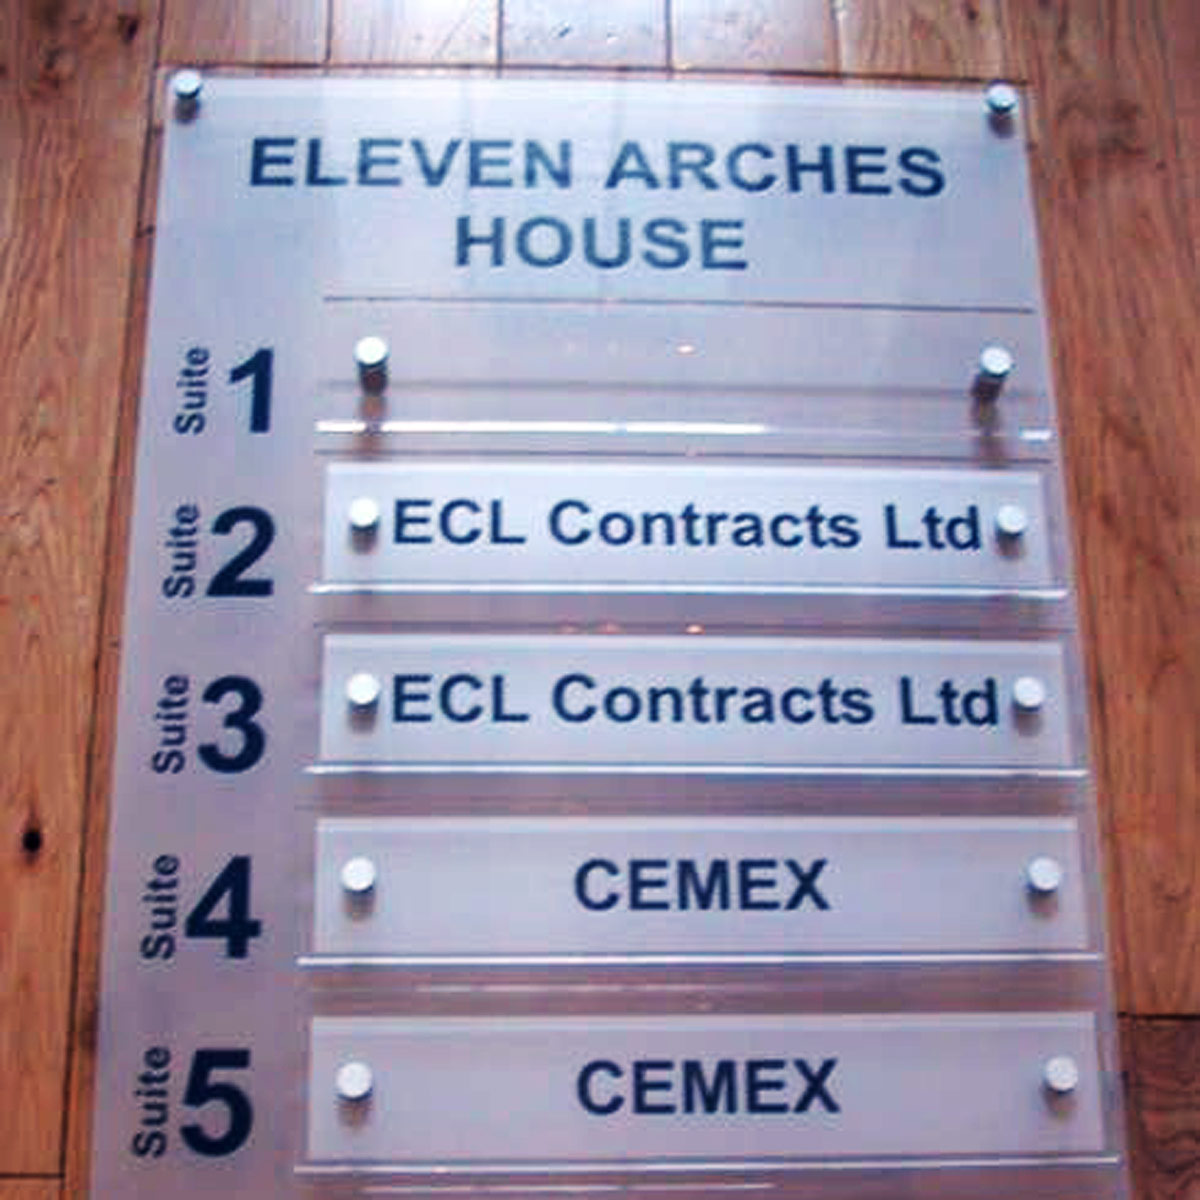 ELEVEN ARCHES
HOUSE
Suite 1
Suite 2 ECL Contracts Ltd
Suite 3 ECL Contracts Ltd
Suite 4 CEMEX
Suite 5 CEMEX